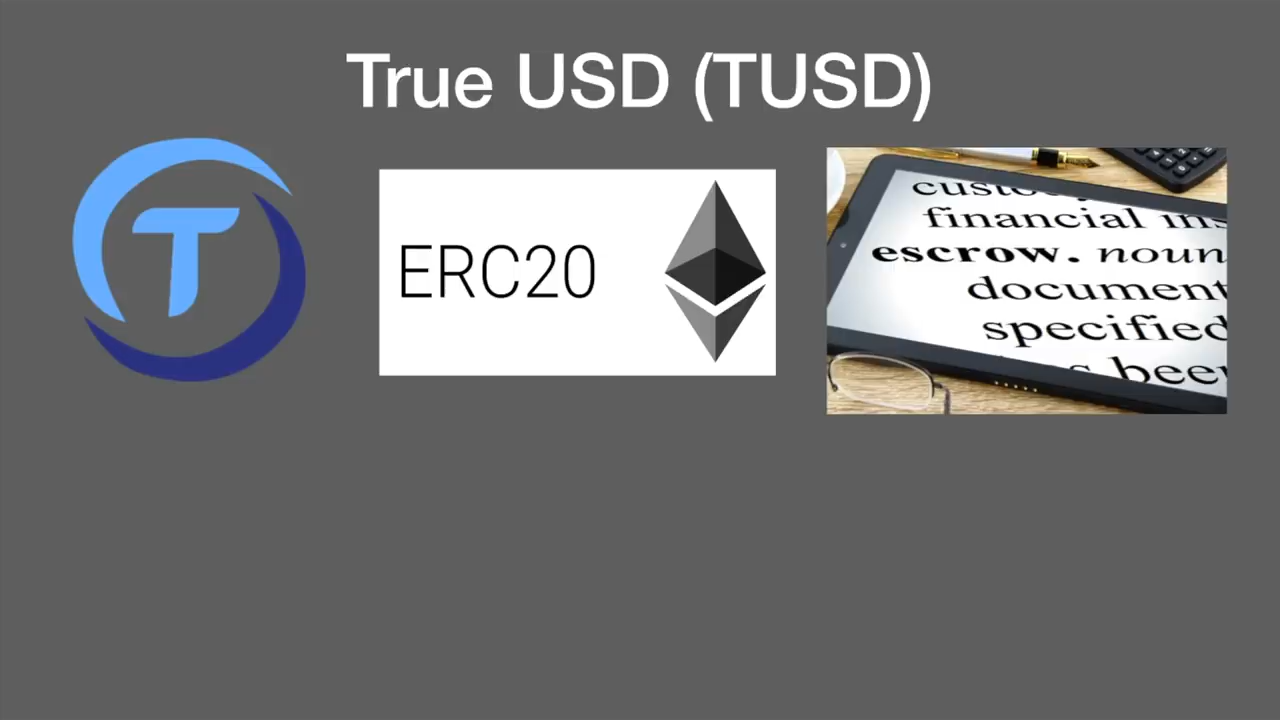 True USD (TUSD)
T
ERC20
financial
escrow. noun
document
specified